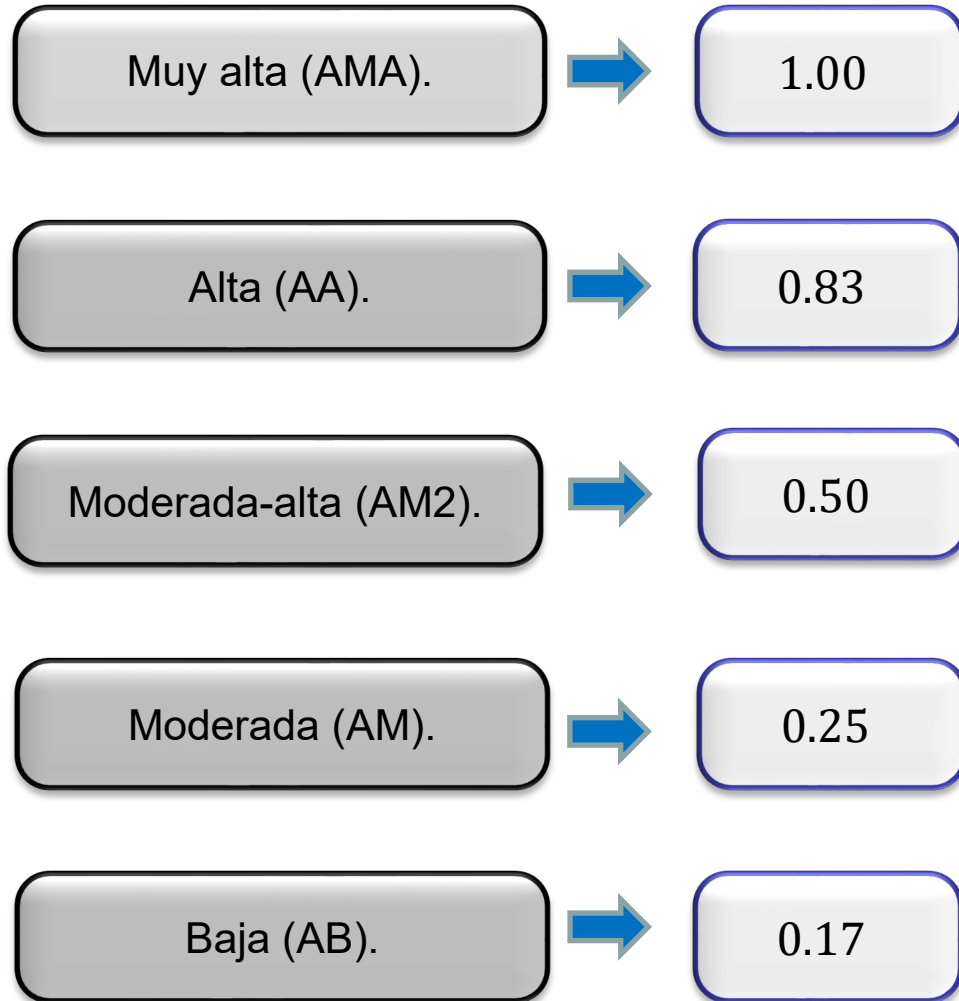 Muy alta (AMA).
1.00
Alta (AA).
0.83
Moderada-alta (AM2).
0.50
Moderada (AM).
0.25
Baja (AB).
0.17